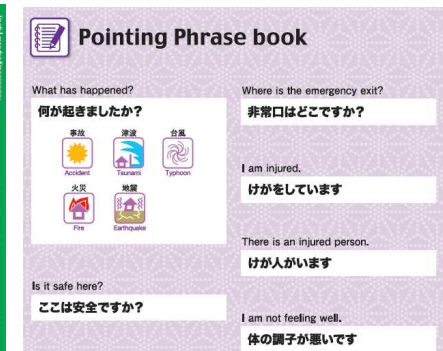 Pointing Phrase book
What has happened?
何が起きましたか？
事故
津波
台風
Accident
Tsunami
Typhoon
火災
地震
Fire
Earthquake
Is it safe here?
ここは安全ですか？
Where is the emergency exit?
非常口はどこですか？
I am injured.
けがをしています
There is an injured person.
けが人がいます
I am not feeling well.
体の調子が悪いです